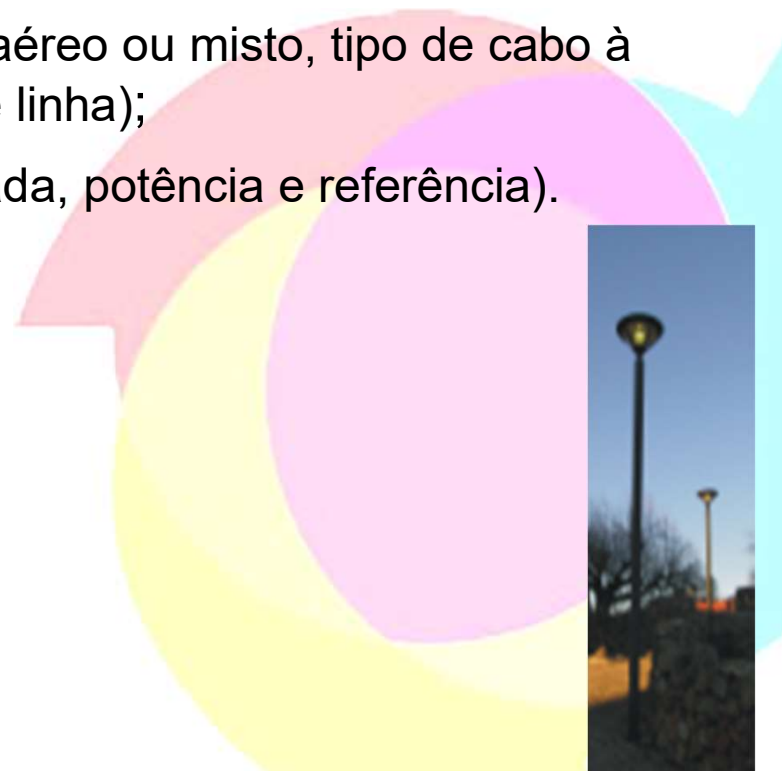 aéreo ou misto, tipo de cabo à
linha);
da, potência e referência).